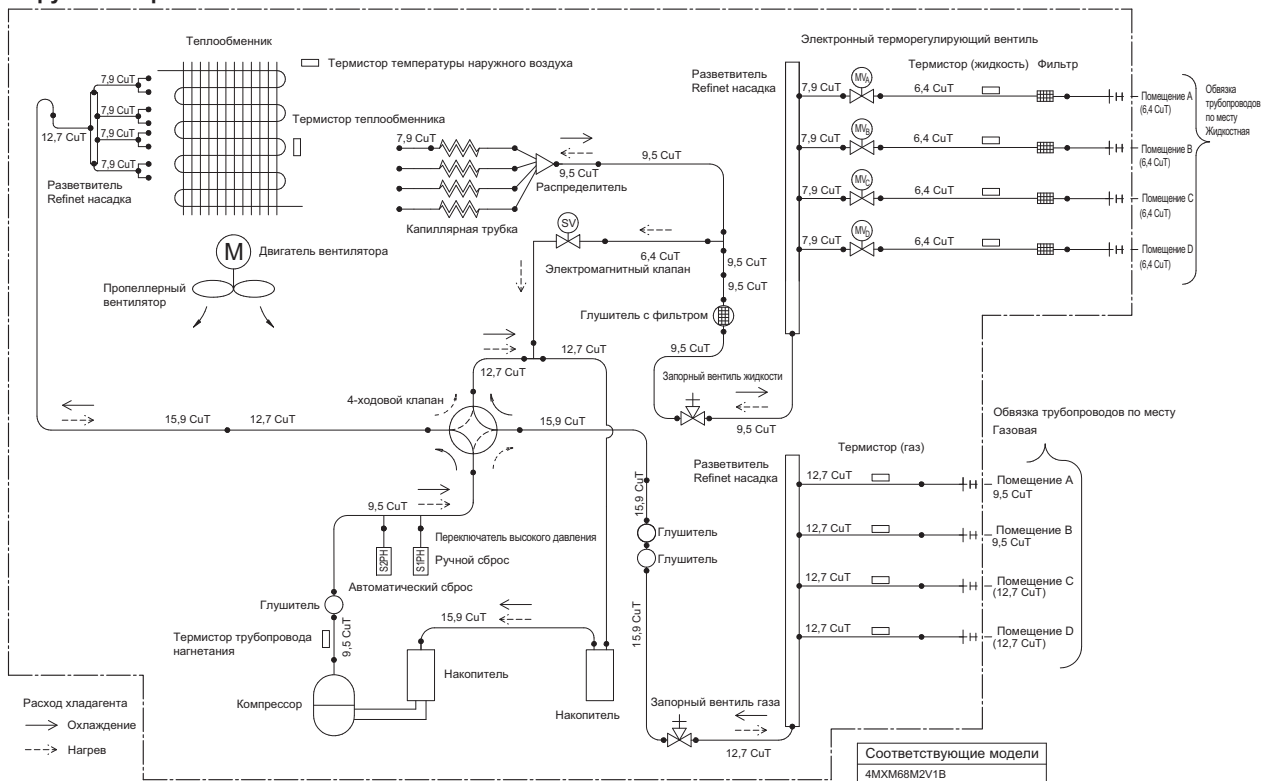 Теплообменник
Термистор температуры наружного воздуха
Электронный терморегулирующий вентиль
Разветвитель
Refinet насадка
Термистор (жидкость)
Фильтр
7,9 CuT
7,9 CuT
7,9 CuT
7,9 CuT
12,7 CuT
Разветвитель
Refinet насадка
Термистор теплообменника
7,9 CuT
9,5 CuT
9,5 CuT
Распределитель
Капиллярная трубка
7,9 CuT
MVA
6,4 CuT
Помещение A
(6,4 CuT)
7,9 CuT
MVB
6,4 CuT
Помещение B
(6,4 CuT)
7,9 CuT
MVC
6,4 CuT
Помещение C
(6,4 CuT)
7,9 CuT
MVD
6,4 CuT
Помещение D
(6,4 CuT)
Обвязка
трубопроводов
по месту
Жидкостная
M
Двигатель вентилятора
Пропеллерный
вентилятор
SV
6,4 CuT
Электромагнитный клапан
9,5 CuT
9,5 CuT
Глушитель с фильтром
9,5 CuT
Запорный вентиль жидкости
9,5 CuT
12,7 CuT
12,7 CuT
4-ходовой клапан
15,9 CuT
12,7 CuT
15,9 CuT
Обвязка трубопроводов по месту
Газовая
Термистор (газ)
Разветвитель
Refinet насадка
12,7 CuT
Помещение A
9,5 CuT
12,7 CuT
Помещение B
9,5 CuT
12,7 CuT
Помещение C
(12,7 CuT)
12,7 CuT
Помещение D
(12,7 CuT)
15,9 CuT
Глушитель
Глушитель
15,9 CuT
9,5 CuT
Переключатель высокого давления
S2PH
S1PH
Ручной сброс
Автоматический сброс
Глушитель
Термистор трубопровода
нагнетания
9,5 CuT
15,9 CuT
Накопитель
Накопитель
Компрессор
Запорный вентиль газа
12,7 CuT
Расход хладагента
Охлаждение
Нагрев
Соответствующие модели
4MXM68M2V1B